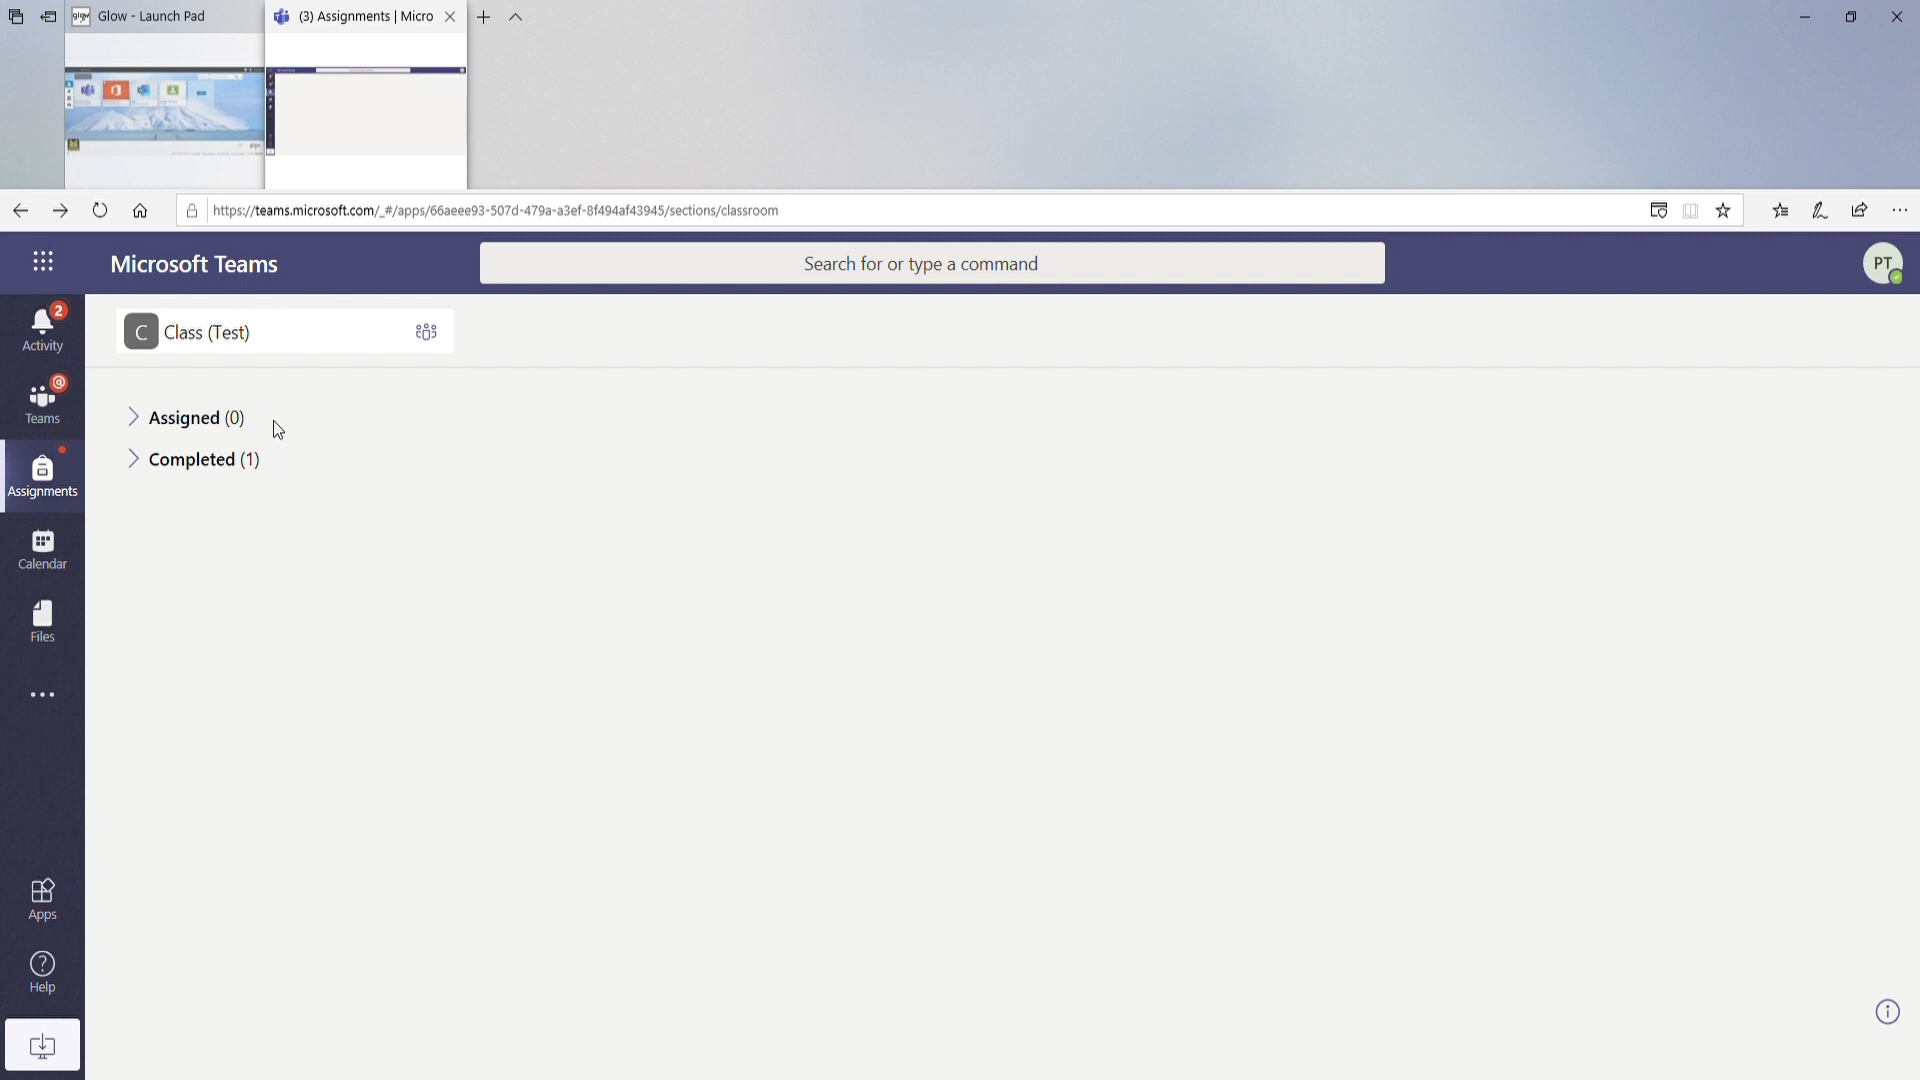 glow Glow - Launch Pad
(3) Assignments | Micro
https://teams.microsoft.com/_#/apps/66aeee93-507d-479a-a3ef-8f494af43945/sections/classroom
Microsoft Teams
Search for or type a command
PT
2
Activity
@
Teams
Assignments
Calendar
Files
Apps
Help
C Class (Test)
Assigned (0)
Completed (1)